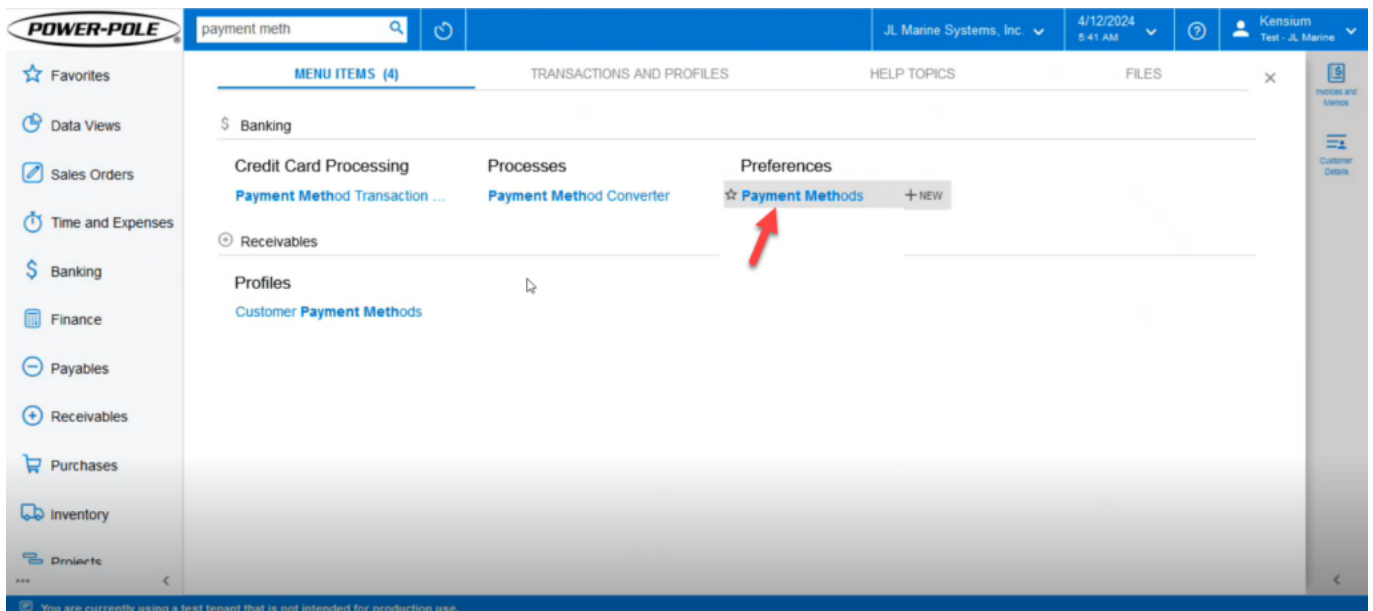 POWER-POLE
payment meth
JL Marine Systems, Inc.
4/12/2024
5:41 AM
Kensium
Test - JL Marine
Favorites
Data Views
Sales Orders
Time and Expenses
Banking
Finance
Payables
Receivables
Purchases
Inventory
Projects
MENU ITEMS (4)
TRANSACTIONS AND PROFILES
HELP TOPICS
FILES
$ Banking
Credit Card Processing
Payment Method Transaction ...
Processes
Payment Method Converter
Preferences
Payment Methods
+ NEW
Receivables
Profiles
Customer Payment Methods
Invoices and
Memos
Customer
Details
You are currently using a test tenant that is not intended for production use.